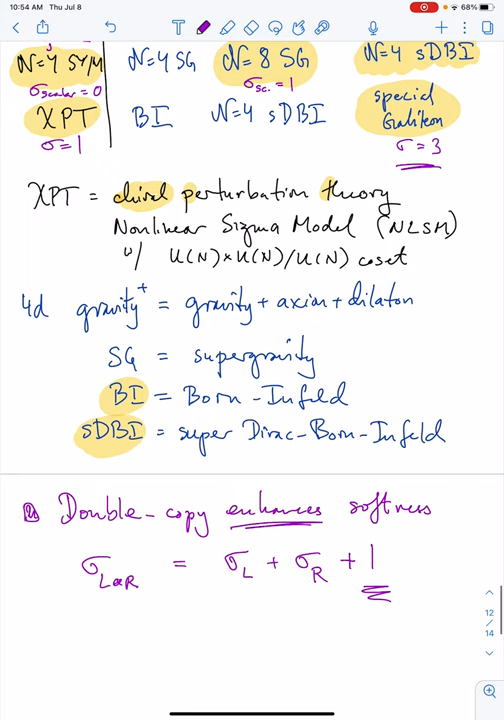 10:54 AM Thu Jul 8
68%
N=4 SYM N=4 SG N=8 SG N=4 sDBI
σscalar = 0 σsc. = 1
χPT BI N=4 sDBI special Galileon
σ = 1 σ = 3
χPT = chiral perturbation theory
Nonlinear Sigma Model (NLSM)
w/ U(N)×U(N)/U(N) coset
4d gravity⁺ = gravity + axion + dilaton
SG = supergravity
BI = Born-Infeld
sDBI = super Dirac-Born-Infeld
Double-copy enhances softness
σL⊗R = σL + σR + 1
12
/
14